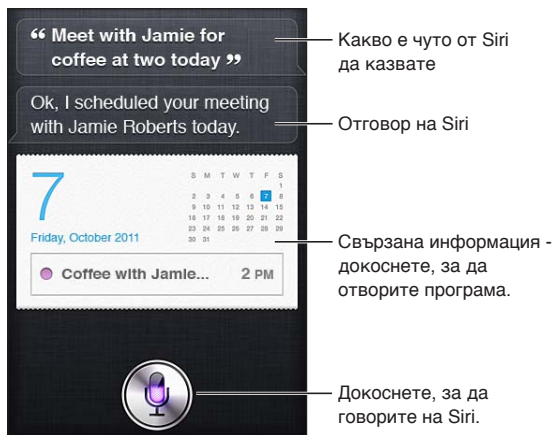 “ Meet with Jamie for
coffee at two today ”
Какво е чуто от Siri
да казвате
Ok, I scheduled your meeting
with Jamie Roberts today.
Отговор на Siri
7
Friday, October 2011
S M T W T F S
1
2 3 4 5 6 7 8
9 10 11 12 13 14 15
16 17 18 19 20 21 22
23 24 25 26 27 28 29
30 31
Coffee with Jamie... 2 PM
Свързана информация -
докоснете, за да
отворите програма.
Докоснете, за да
говорите на Siri.